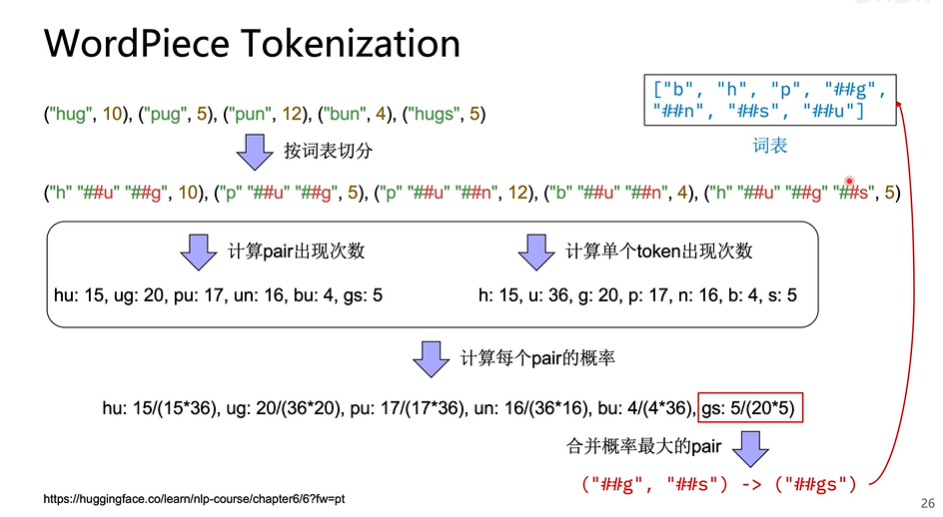 WordPiece Tokenization
["b", "h", "p", "##g",
"##n", "##s", "##u"]
词表
("hug", 10), ("pug", 5), ("pun", 12), ("bun", 4), ("hugs", 5)
按词表切分
("h" "##u" "##g", 10), ("p" "##u" "##g", 5), ("p" "##u" "##n", 12), ("b" "##u" "##n", 4), ("h" "##u" "##g" "##s", 5)
计算pair出现次数
计算单个token出现次数
hu: 15, ug: 20, pu: 17, un: 16, bu: 4, gs: 5
h: 15, u: 36, g: 20, p: 17, n: 16, b: 4, s: 5
计算每个pair的概率
hu: 15/(15*36), ug: 20/(36*20), pu: 17/(17*36), un: 16/(36*16), bu: 4/(4*36), gs: 5/(20*5)
合并概率最大的pair
("##g", "##s") -> ("##gs")
https://huggingface.co/learn/nlp-course/chapter6/6?fw=pt
26